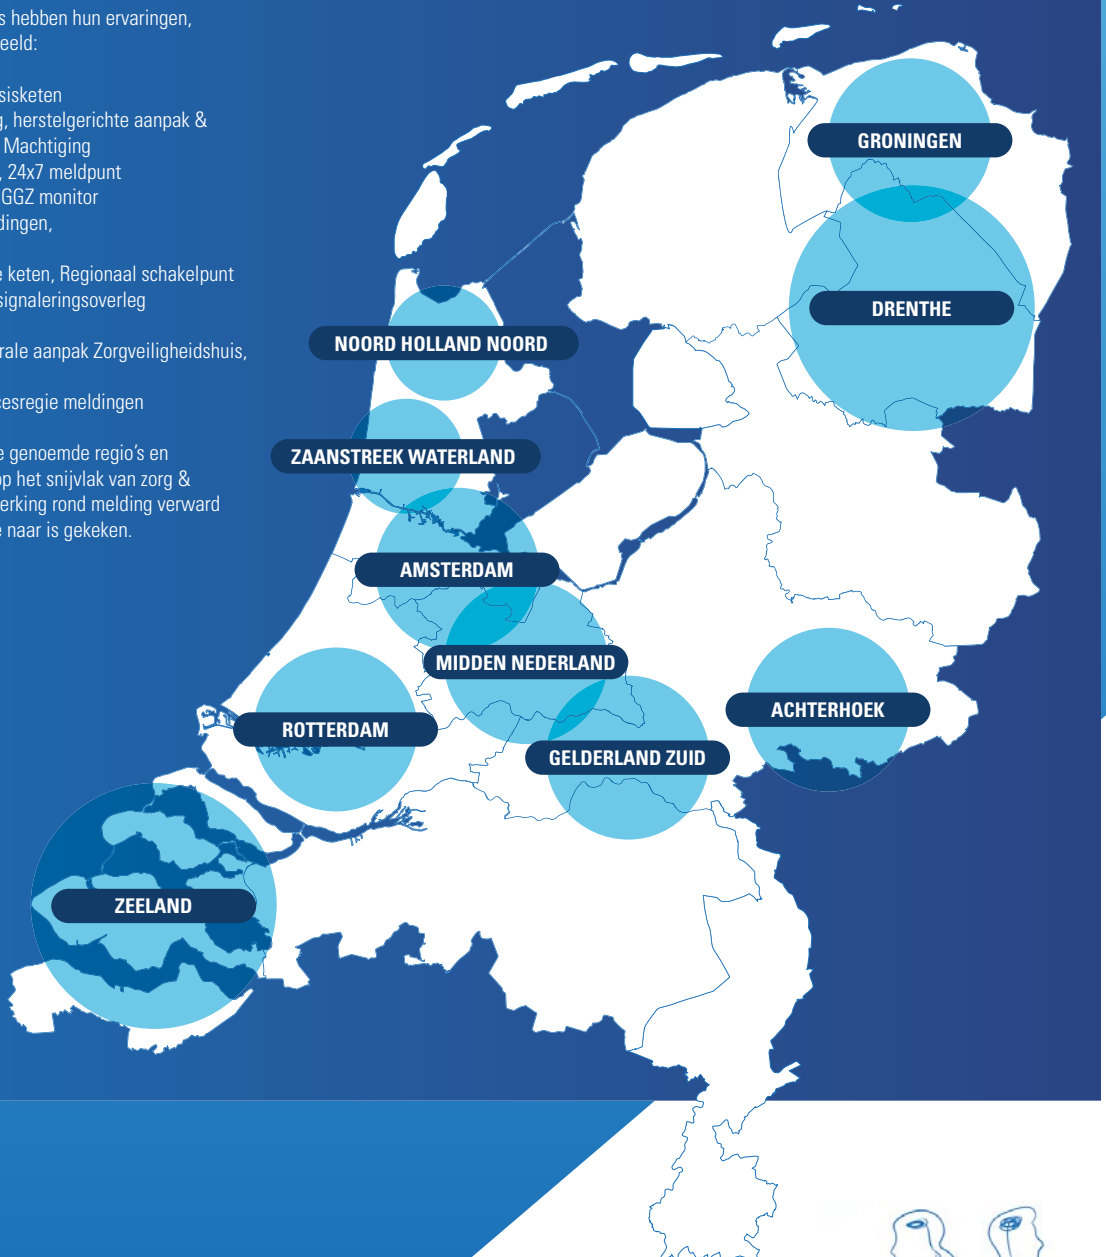 s hebben hun ervaringen,
eeld:
sisketen
g, herstelgerichte aanpak &
Machtiging
, 24x7 meldpunt
GGZ monitor
dingen,
e keten, Regionaal schakelpunt
signaleringsoverleg
rale aanpak Zorgveiligheidshuis,
cesregie meldingen
e genoemde regio's en
op het snijvlak van zorg &
erking rond melding verward
e naar is gekeken.
GRONINGEN
DRENTHE
NOORD HOLLAND NOORD
ZAANSTREEK WATERLAND
AMSTERDAM
MIDDEN NEDERLAND
ACHTERHOEK
ROTTERDAM
GELDERLAND ZUID
ZEELAND